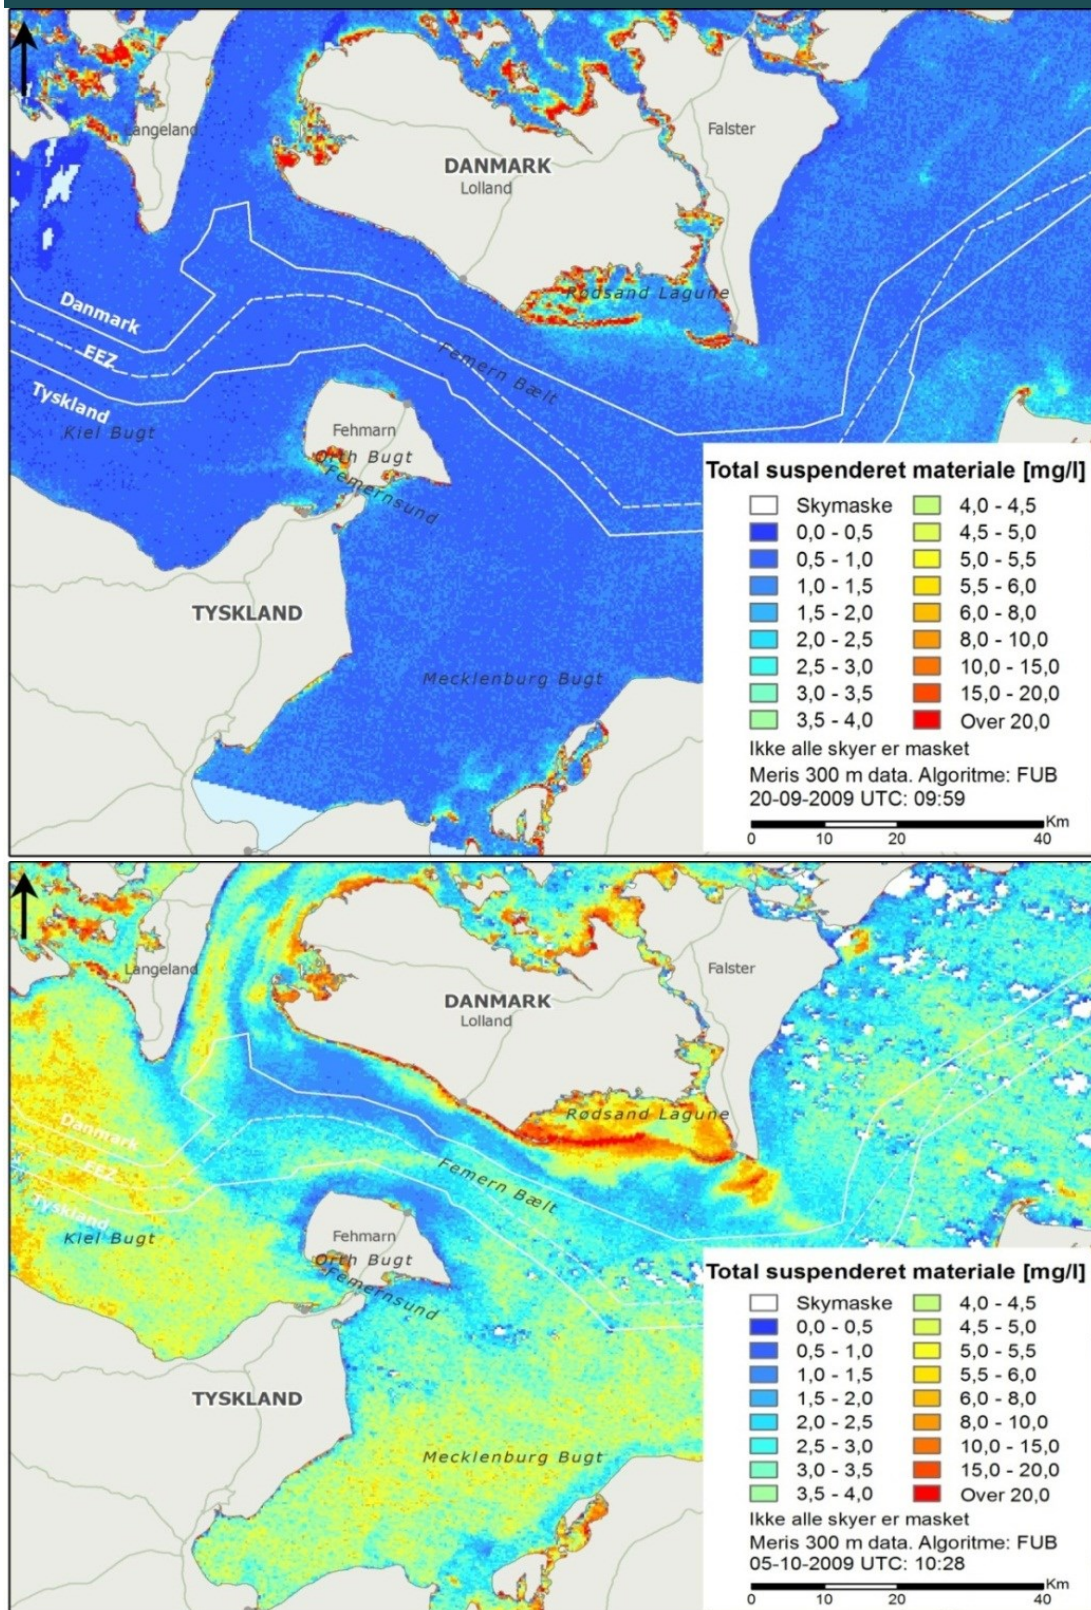 Langeland
DANMARK
Lolland
Falster
Rødsand Lagune
Danmark
EEZ
Tyskland
Kiel Bugt
Femern Bælt
Fehmarn
Orth Bugt
Femernsund
TYSKLAND
Mecklenburg Bugt
Total suspenderet materiale [mg/l]
Skymaske
0,0 - 0,5
0,5 - 1,0
1,0 - 1,5
1,5 - 2,0
2,0 - 2,5
2,5 - 3,0
3,0 - 3,5
3,5 - 4,0
4,0 - 4,5
4,5 - 5,0
5,0 - 5,5
5,5 - 6,0
6,0 - 8,0
8,0 - 10,0
10,0 - 15,0
15,0 - 20,0
Over 20,0
Ikke alle skyer er masket
Meris 300 m data. Algoritme: FUB
20-09-2009 UTC: 09:59
Km
0 10 20 40
Langeland
DANMARK
Lolland
Falster
Rødsand Lagune
Danmark
EEZ
Tyskland
Kiel Bugt
Femern Bælt
Fehmarn
Orth Bugt
Femernsund
TYSKLAND
Mecklenburg Bugt
Total suspenderet materiale [mg/l]
Skymaske
0,0 - 0,5
0,5 - 1,0
1,0 - 1,5
1,5 - 2,0
2,0 - 2,5
2,5 - 3,0
3,0 - 3,5
3,5 - 4,0
4,0 - 4,5
4,5 - 5,0
5,0 - 5,5
5,5 - 6,0
6,0 - 8,0
8,0 - 10,0
10,0 - 15,0
15,0 - 20,0
Over 20,0
Ikke alle skyer er masket
Meris 300 m data. Algoritme: FUB
05-10-2009 UTC: 10:28
Km
0 10 20 40